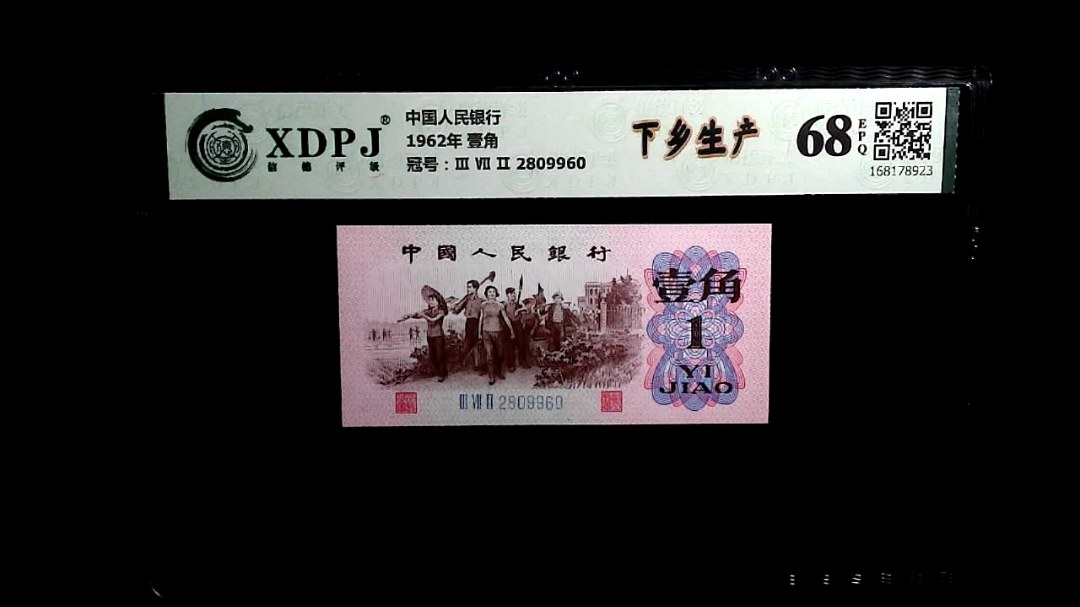 XDPJ®
信德评级
中国人民银行
1962年 壹角
冠号：Ⅲ Ⅶ Ⅱ 2809960
下乡生产
68
EPQ
168178923
中國人民銀行
壹角
1
YI
JIAO
Ⅲ Ⅶ Ⅱ 2809960